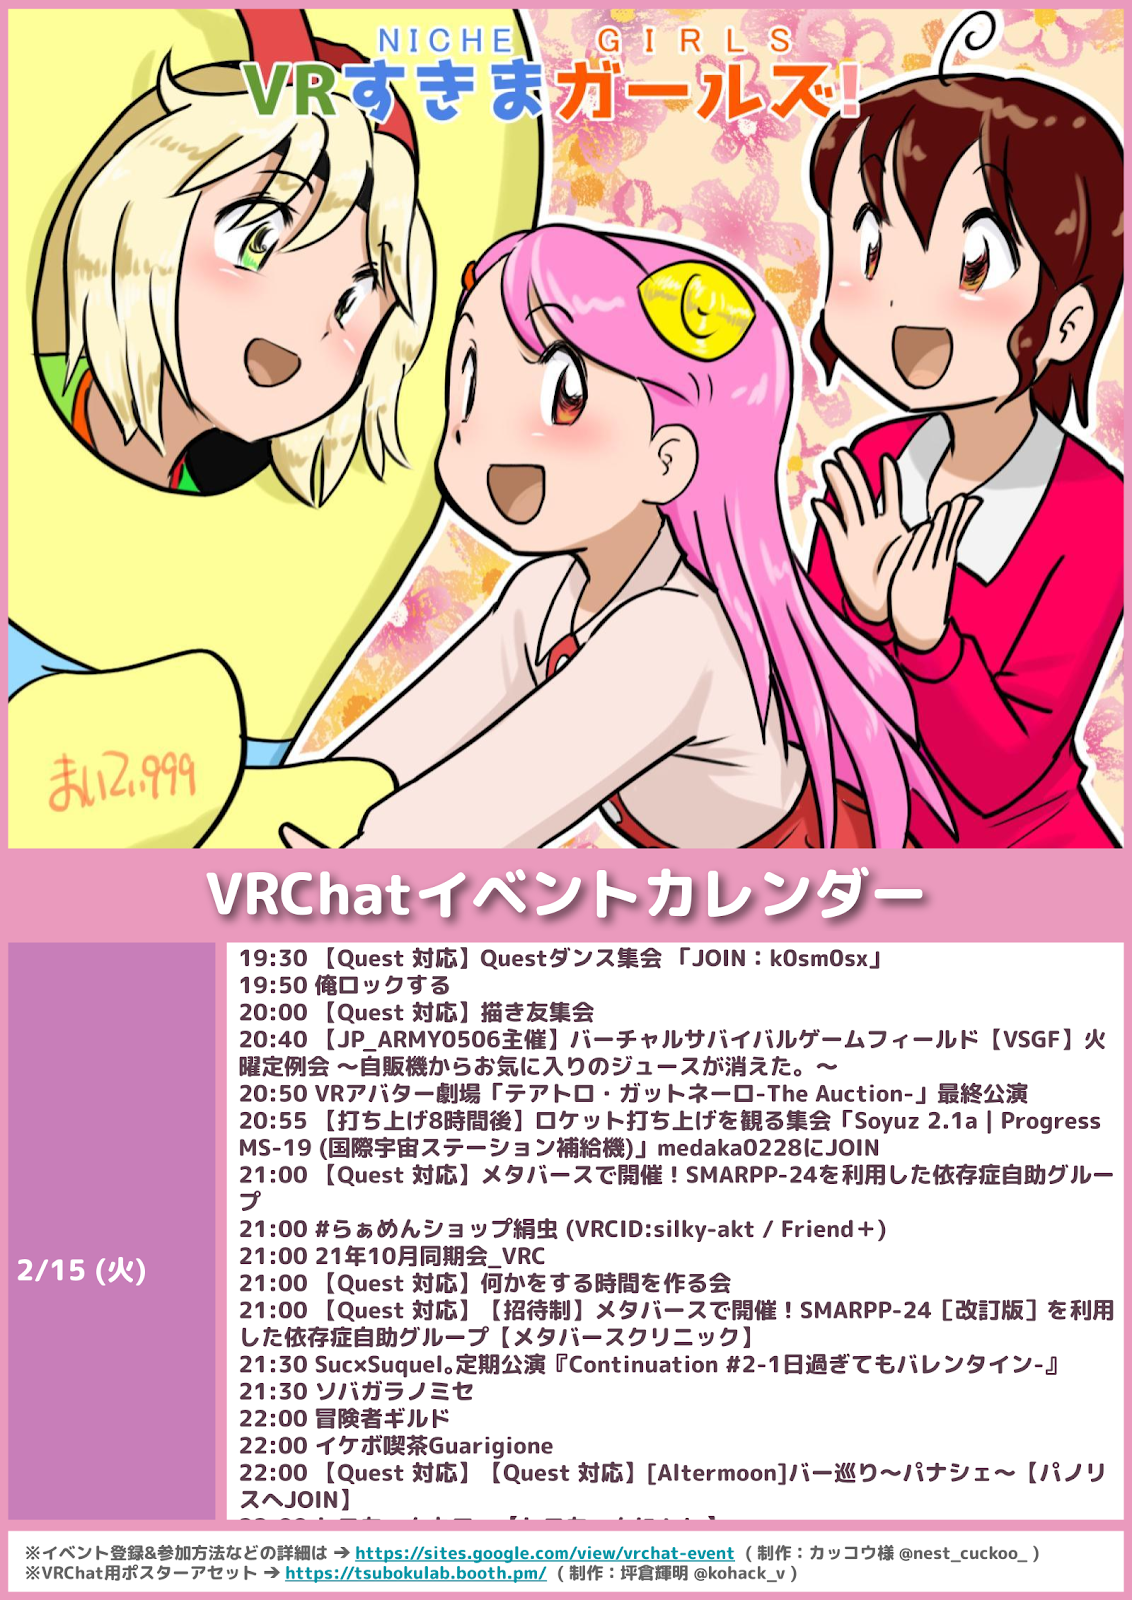 NICHE GIRLS
VRすきまガールズ!
まいてぃ999
VRChatイベントカレンダー
2/15 (火)
19:30 【Quest 対応】Questダンス集会 「JOIN：k0sm0sx」
19:50 俺ロックする
20:00 【Quest 対応】描き友集会
20:40 【JP_ARMY0506主催】バーチャルサバイバルゲームフィールド【VSGF】火
曜定例会 〜自販機からお気に入りのジュースが消えた。〜
20:50 VRアバター劇場「テアトロ・ガットネーロ-The Auction-」最終公演
20:55 【打ち上げ8時間後】ロケット打ち上げを観る集会「Soyuz 2.1a | Progress
MS-19 (国際宇宙ステーション補給機)」medaka0228にJOIN
21:00 【Quest 対応】メタバースで開催！SMARPP-24を利用した依存症自助グルー
プ
21:00 #らぁめんショップ絹虫 (VRCID:silky-akt / Friend＋)
21:00 21年10月同期会_VRC
21:00 【Quest 対応】何かをする時間を作る会
21:00 【Quest 対応】【招待制】メタバースで開催！SMARPP-24［改訂版］を利用
した依存症自助グループ【メタバースクリニック】
21:30 Suc×Suquel｡定期公演『Continuation #2-1日過ぎてもバレンタイン-』
21:30 ソバガラノミセ
22:00 冒険者ギルド
22:00 イケボ喫茶Guarigione
22:00 【Quest 対応】【Quest 対応】[Altermoon]バー巡り〜パナシェ〜【パノリ
スへJOIN】
※イベント登録&参加方法などの詳細は ➔ https://sites.google.com/view/vrchat-event （ 制作：カッコウ様 @nest_cuckoo_ ）
※VRChat用ポスターアセット ➔ https://tsubokulab.booth.pm/ （ 制作：坪倉輝明 @kohack_v ）